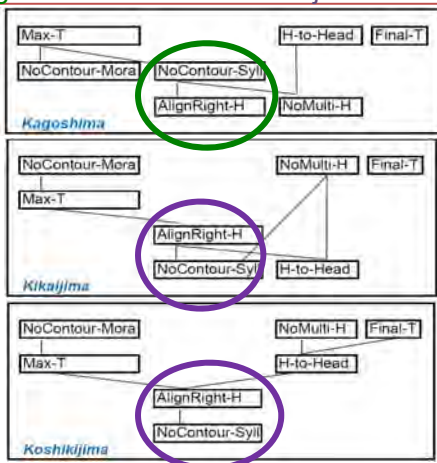 Max-T H-to-Head Final-T
NoContour-Mora NoContour-Syll
AlignRight-H NoMulti-H
Kagoshima
NoContour-Mora NoMulti-H Final-T
Max-T
AlignRight-H
NoContour-Syll H-to-Head
Kikaijima
NoContour-Mora NoMulti-H Final-T
Max-T H-to-Head
AlignRight-H
NoContour-Syll
Koshikijima